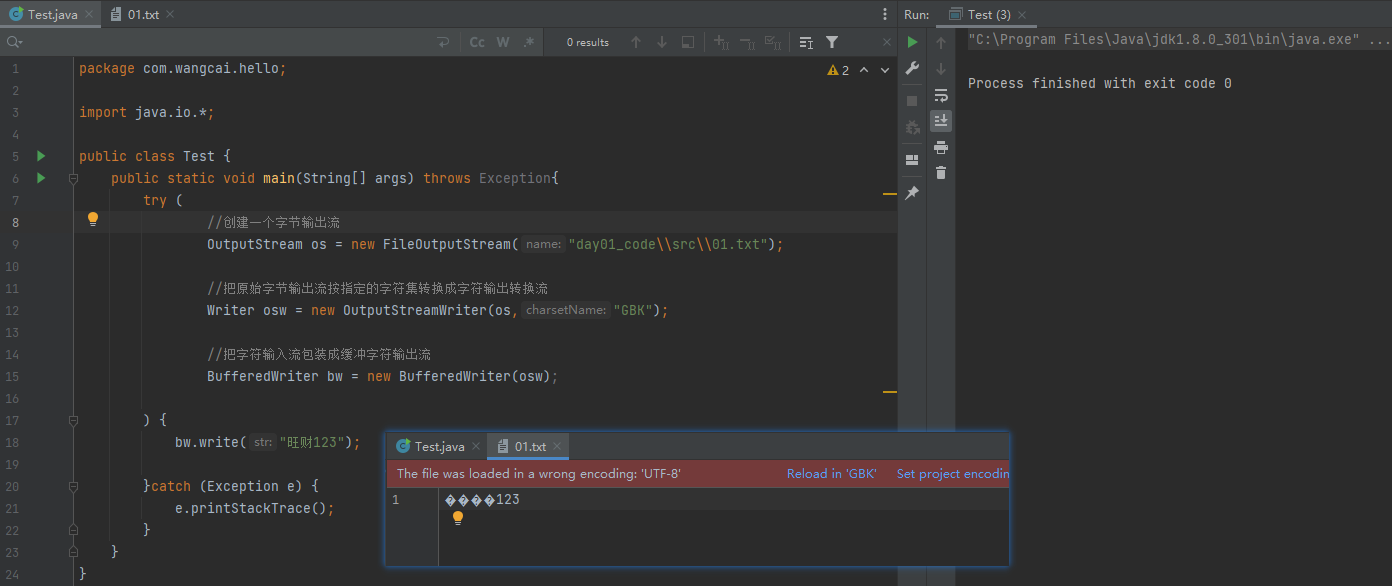 Test.java 01.txt Run: Test (3)
Cc W .* 0 results "C:\Program Files\Java\jdk1.8.0_301\bin\java.exe" ...
1 package com.wangcai.hello; 2
2 Process finished with exit code 0
3 import java.io.*;
4
5 public class Test {
6 public static void main(String[] args) throws Exception{
7 try (
8 //创建一个字节输出流
9 OutputStream os = new FileOutputStream( name: "day01_code\\src\\01.txt");
10
11 //把原始字节输出流按指定的字符集转换成字符输出转换流
12 Writer osw = new OutputStreamWriter(os, charsetName: "GBK");
13
14 //把字符输入流包装成缓冲字符输出流
15 BufferedWriter bw = new BufferedWriter(osw);
16
17 ) {
18 bw.write( str: "旺财123");
19
20 }catch (Exception e) {
21 e.printStackTrace();
22 }
23 }
24 }
Test.java 01.txt
The file was loaded in a wrong encoding: 'UTF-8' Reload in 'GBK' Set project encodin
1 ����123